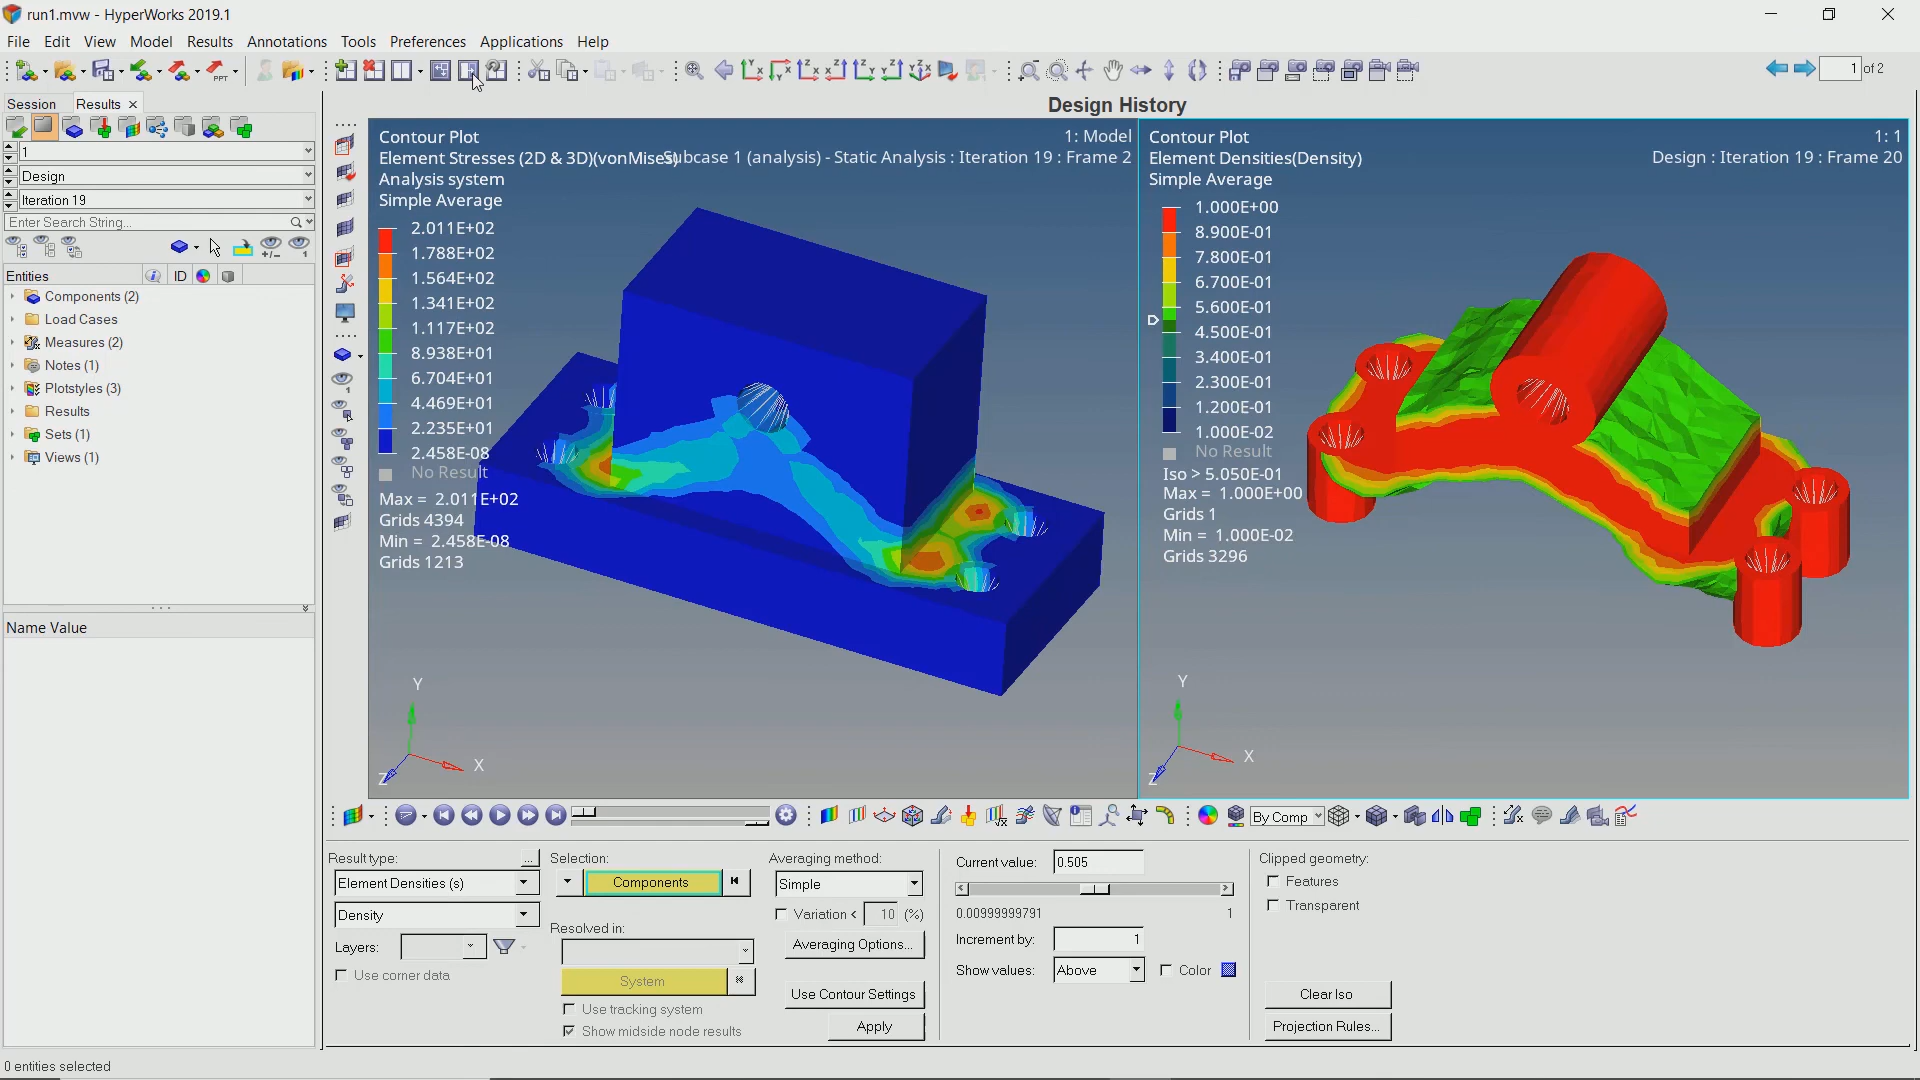 run1.mvw - HyperWorks 2019.1
File Edit View Model Results Annotations Tools Preferences Applications Help
1 of 2
Session Results
Design History
1
Design
Iteration 19
Enter Search String...
Entities ID
Components (2)
Load Cases
Measures (2)
Notes (1)
Plotstyles (3)
Results
Sets (1)
Views (1)
Name Value
Contour Plot
Element Stresses (2D & 3D)(vonMises)
Analysis system
Simple Average
1: Model
Subcase 1 (analysis) - Static Analysis : Iteration 19 : Frame 2
2.011E+02
1.788E+02
1.564E+02
1.341E+02
1.117E+02
8.938E+01
6.704E+01
4.469E+01
2.235E+01
2.458E-08
No Result
Max = 2.011E+02
Grids 4394
Min = 2.458E-08
Grids 1213
Y
X
Z
Contour Plot
Element Densities(Density)
Simple Average
1: 1
Design : Iteration 19 : Frame 20
1.000E+00
8.900E-01
7.800E-01
6.700E-01
5.600E-01
4.500E-01
3.400E-01
2.300E-01
1.200E-01
1.000E-02
No Result
Iso > 5.050E-01
Max = 1.000E+00
Grids 1
Min = 1.000E-02
Grids 3296
Y
X
Z
By Comp
Result type:
...
Element Densities (s)
Density
Layers:
Use corner data
Selection:
Components
Resolved in:
System
Use tracking system
Show midside node results
Averaging method:
Simple
Variation < 10 (%)
Averaging Options...
Use Contour Settings
Apply
Current value: 0.505
0.00999999791 1
Increment by: 1
Show values: Above Color
Clipped geometry:
Features
Transparent
Clear Iso
Projection Rules...
0 entities selected